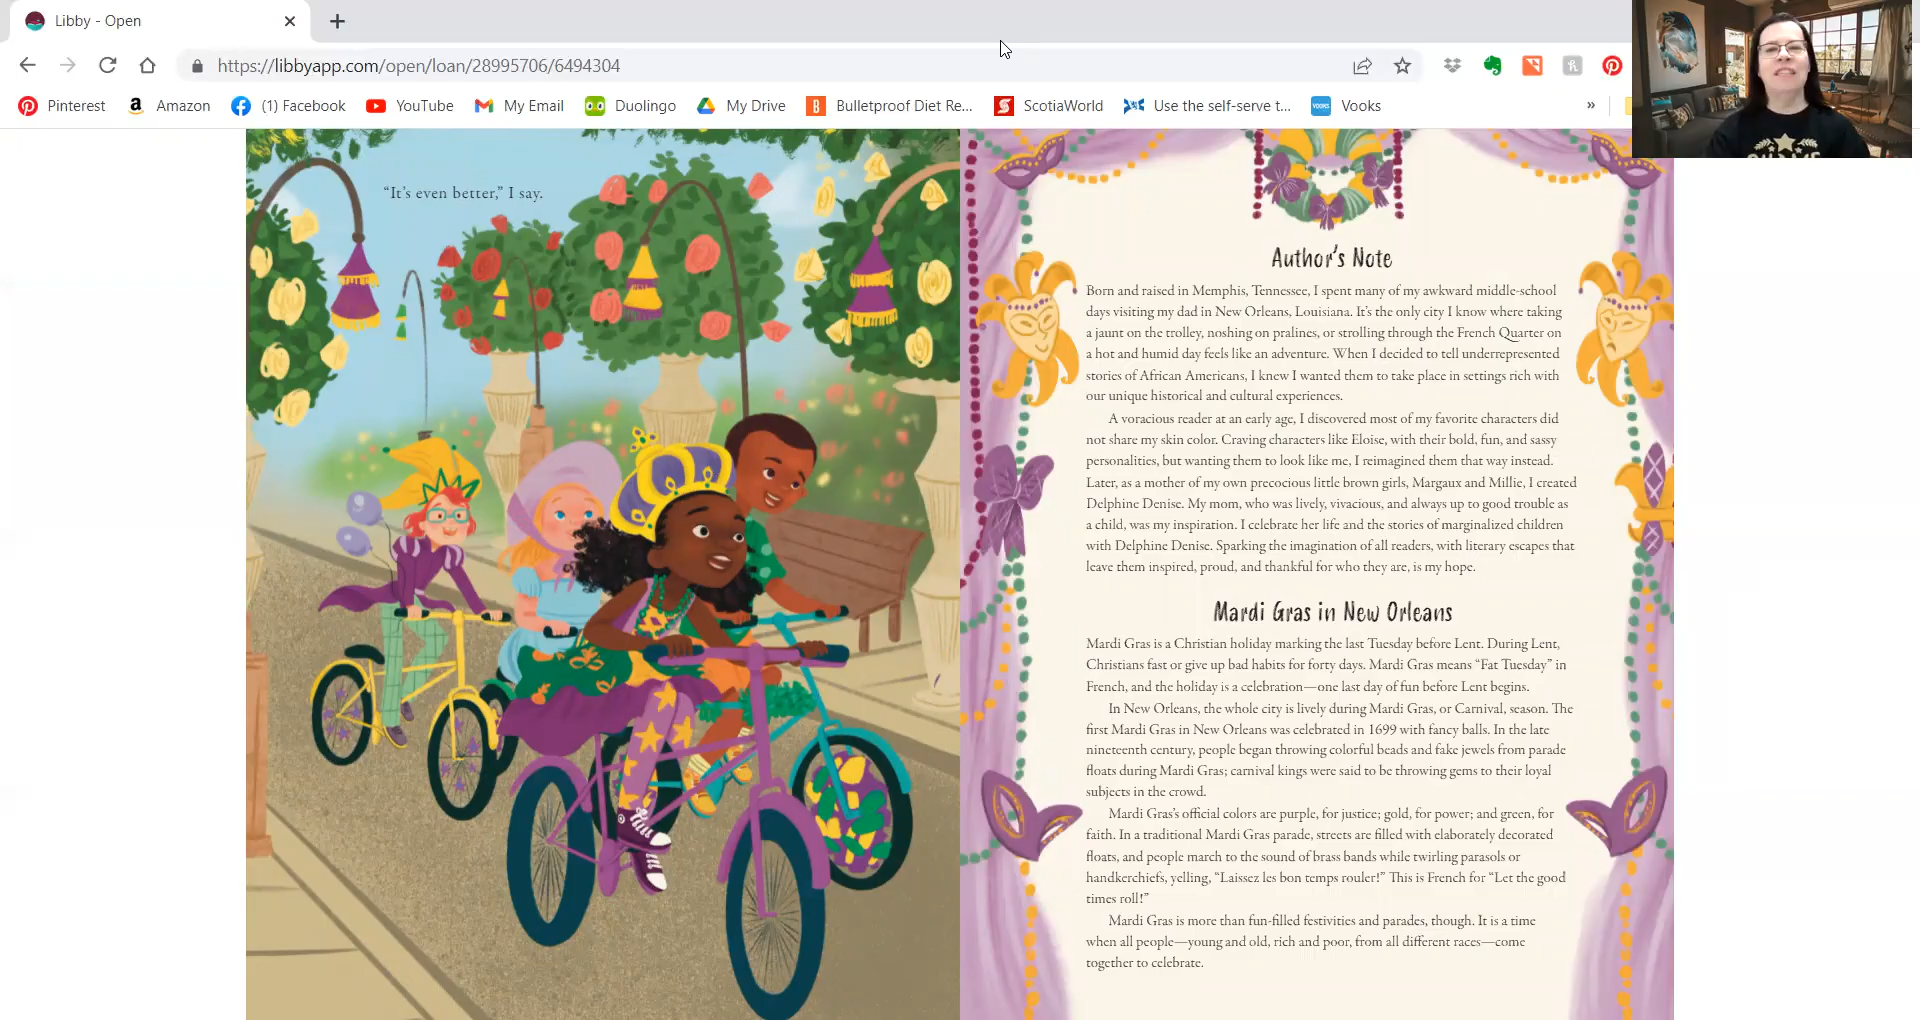 Libby - Open
https://libbyapp.com/open/loan/28995706/6494304
Pinterest
Amazon
(1) Facebook
YouTube
My Email
Duolingo
My Drive
Bulletproof Diet Re...
ScotiaWorld
Use the self-serve t...
Vooks
»
"It's even better," I say.
Author's Note
Born and raised in Memphis, Tennessee, I spent many of my awkward middle-school
days visiting my dad in New Orleans, Louisiana. It's the only city I know where taking
a jaunt on the trolley, noshing on pralines, or strolling through the French Quarter on
a hot and humid day feels like an adventure. When I decided to tell underrepresented
stories of African Americans, I knew I wanted them to take place in settings rich with
our unique historical and cultural experiences.
A voracious reader at an early age, I discovered most of my favorite characters did
not share my skin color. Craving characters like Eloise, with their bold, fun, and sassy
personalities, but wanting them to look like me, I reimagined them that way instead.
Later, as a mother of my own precocious little brown girls, Margaux and Millie, I created
Delphine Denise. My mom, who was lively, vivacious, and always up to good trouble as
a child, was my inspiration. I celebrate her life and the stories of marginalized children
with Delphine Denise. Sparking the imagination of all readers, with literary escapes that
leave them inspired, proud, and thankful for who they are, is my hope.
Mardi Gras in New Orleans
Mardi Gras is a Christian holiday marking the last Tuesday before Lent. During Lent,
Christians fast or give up bad habits for forty days. Mardi Gras means "Fat Tuesday" in
French, and the holiday is a celebration—one last day of fun before Lent begins.
In New Orleans, the whole city is lively during Mardi Gras, or Carnival, season. The
first Mardi Gras in New Orleans was celebrated in 1699 with fancy balls. In the late
nineteenth century, people began throwing colorful beads and fake jewels from parade
floats during Mardi Gras; carnival kings were said to be throwing gems to their loyal
subjects in the crowd.
Mardi Gras's official colors are purple, for justice; gold, for power; and green, for
faith. In a traditional Mardi Gras parade, streets are filled with elaborately decorated
floats, and people march to the sound of brass bands while twirling parasols or
handkerchiefs, yelling, "Laissez les bon temps rouler!" This is French for "Let the good
times roll!"
Mardi Gras is more than fun-filled festivities and parades, though. It is a time
when all people—young and old, rich and poor, from all different races—come
together to celebrate.